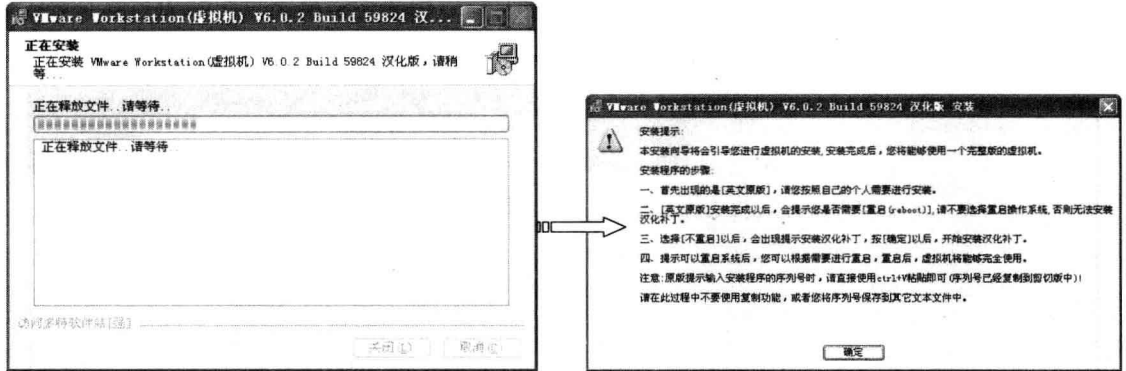 VMware Workstation(虚拟机) V6.0.2 Build 59824 汉...
正在安装
正在安装 VMware Workstation(虚拟机) V6.0.2 Build 59824 汉化版，请稍
等...
正在释放文件..请等待..
正在释放文件..请等待
访问多特软件站[强]
关闭(L)
取消(C)
VMware Workstation(虚拟机) V6.0.2 Build 59824 汉化版 安装
安装提示:
本安装向导将会引导您进行虚拟机的安装,安装完成后，您将能够使用一个完整版的虚拟机。
安装程序的步骤:
一、首先出现的是[英文原版]，请您按照自己的个人需要进行安装。
二、[英文原版]安装完成以后，会提示您是否需要[重启(reboot)],请不要选择重启操作系统,否则无法安装
汉化补丁。
三、选择[不重启]以后，会出现提示安装汉化补丁，按[确定]以后，开始安装汉化补丁。
四、提示可以重启系统后，您可以根据需要进行重启，重启后，虚拟机将能够完全使用。
注意:原版提示输入安装程序的序列号时，请直接使用ctrl+V粘贴即可(序列号已经复制到剪切版中)!
请在此过程中不要使用复制功能，或者您将序列号保存到其它文本文件中。
确定